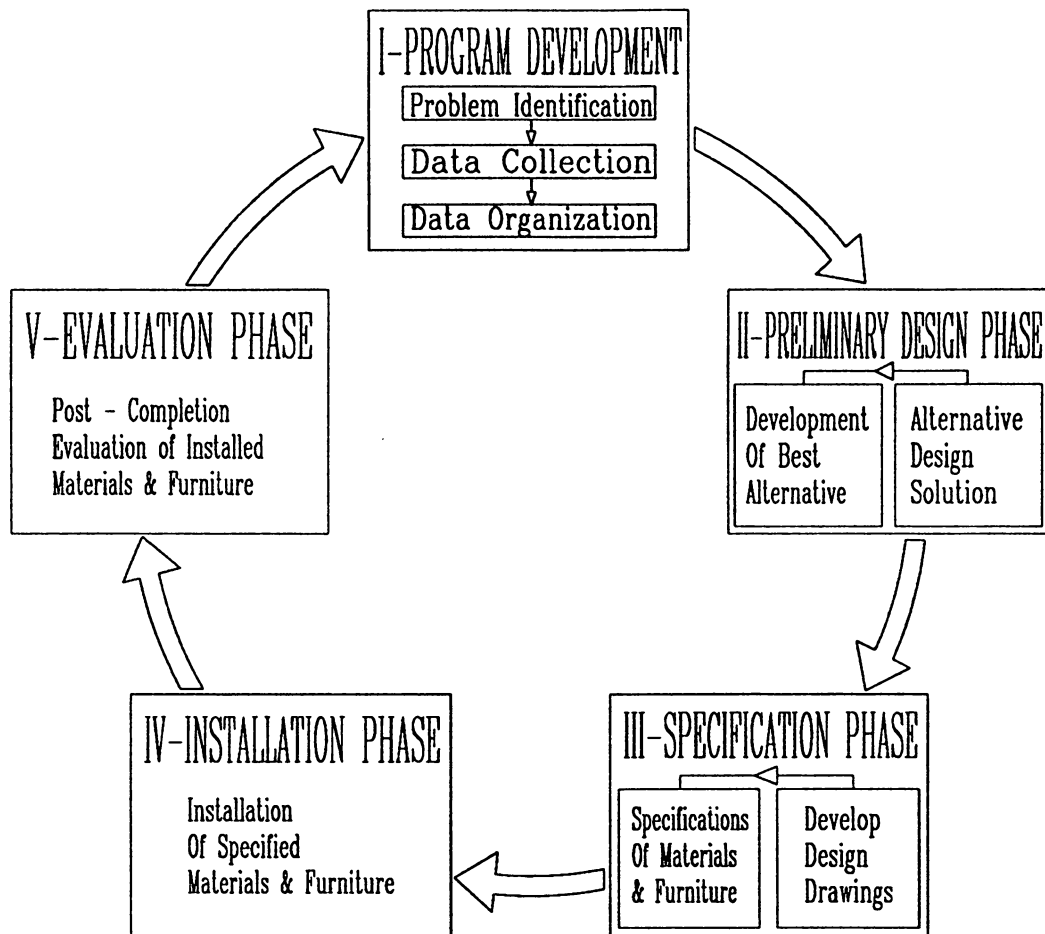 I-PROGRAM DEVELOPMENT
Problem Identification
Data Collection
Data Organization
II-PRELIMINARY DESIGN PHASE
Development
Of Best
Alternative
Alternative
Design
Solution
III-SPECIFICATION PHASE
Specifications
Of Materials
& Furniture
Develop
Design
Drawings
IV-INSTALLATION PHASE
Installation
Of Specified
Materials & Furniture
V-EVALUATION PHASE
Post - Completion
Evaluation of Installed
Materials & Furniture